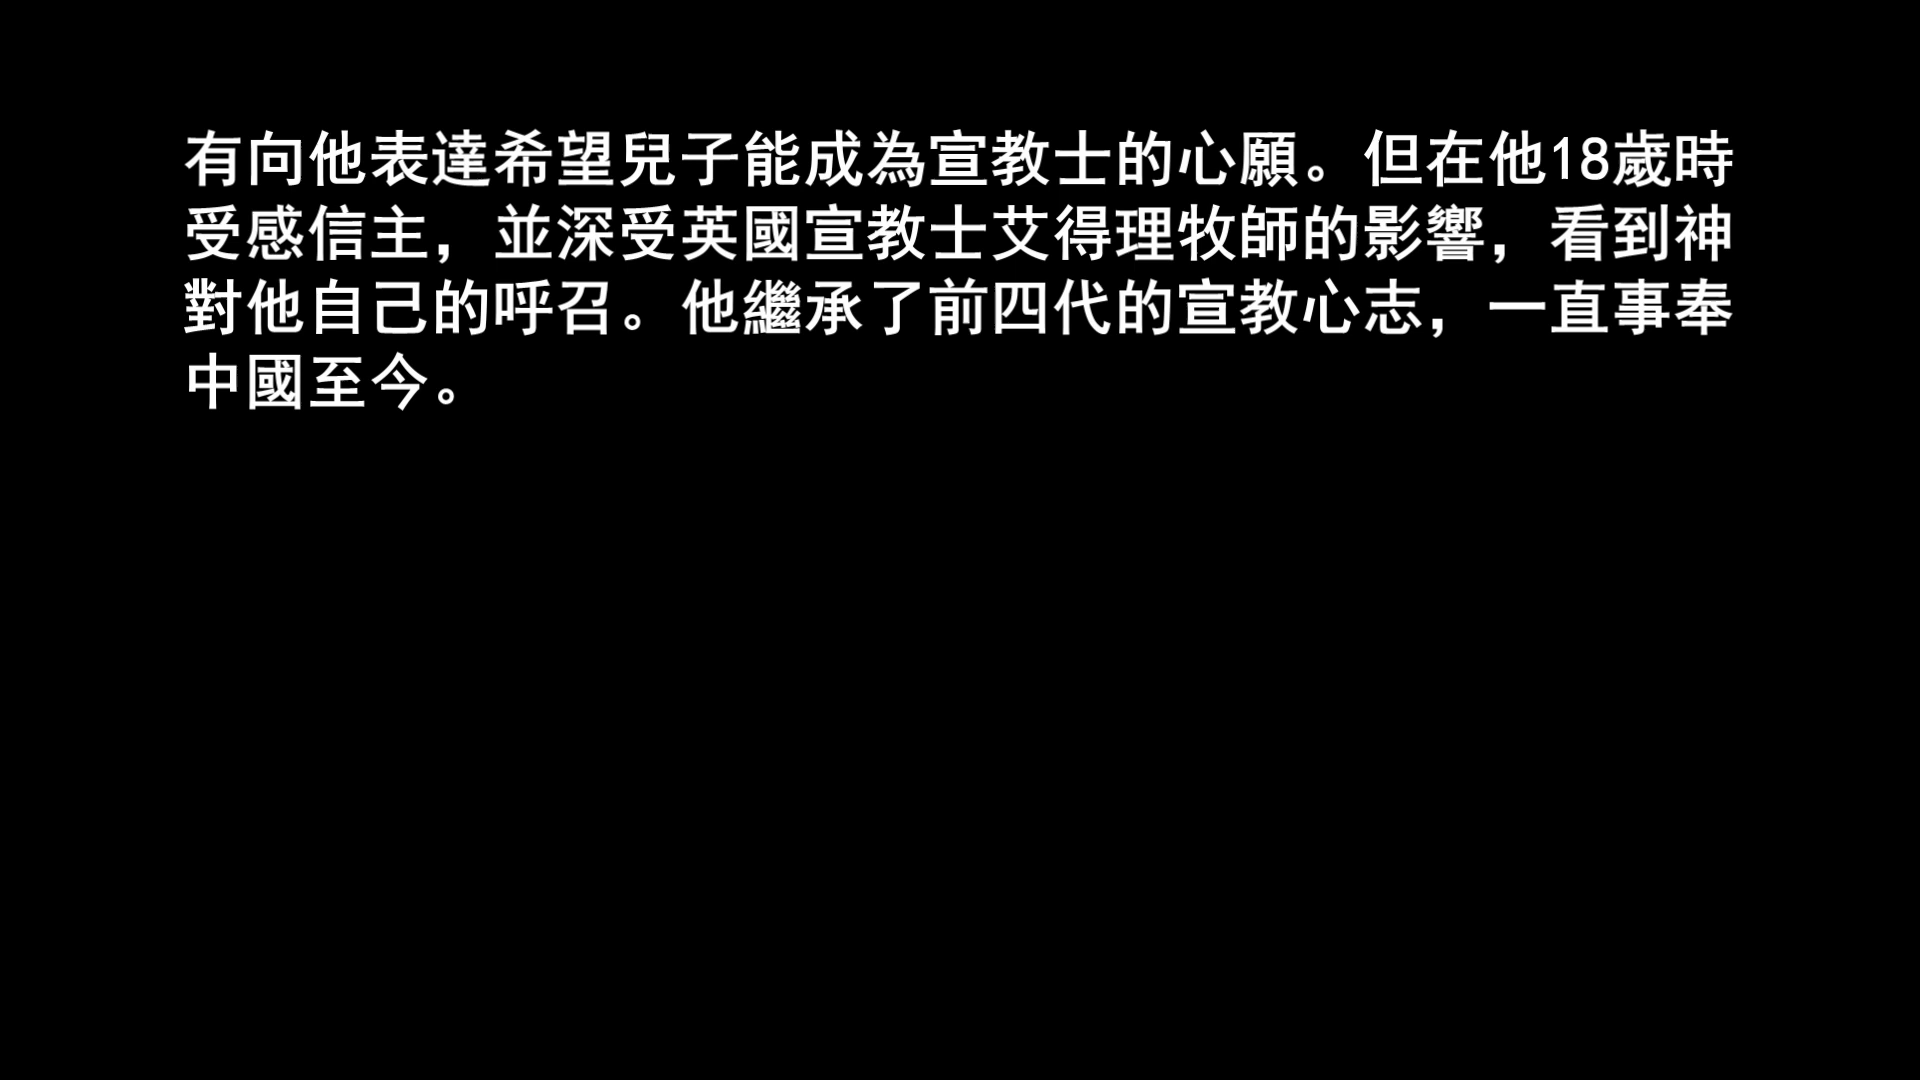 有向他表達希望兒子能成為宣教士的心願。但在他18歲時
受感信主，並深受英國宣教士艾得理牧師的影響，看到神
對他自己的呼召。他繼承了前四代的宣教心志，一直事奉
中國至今。